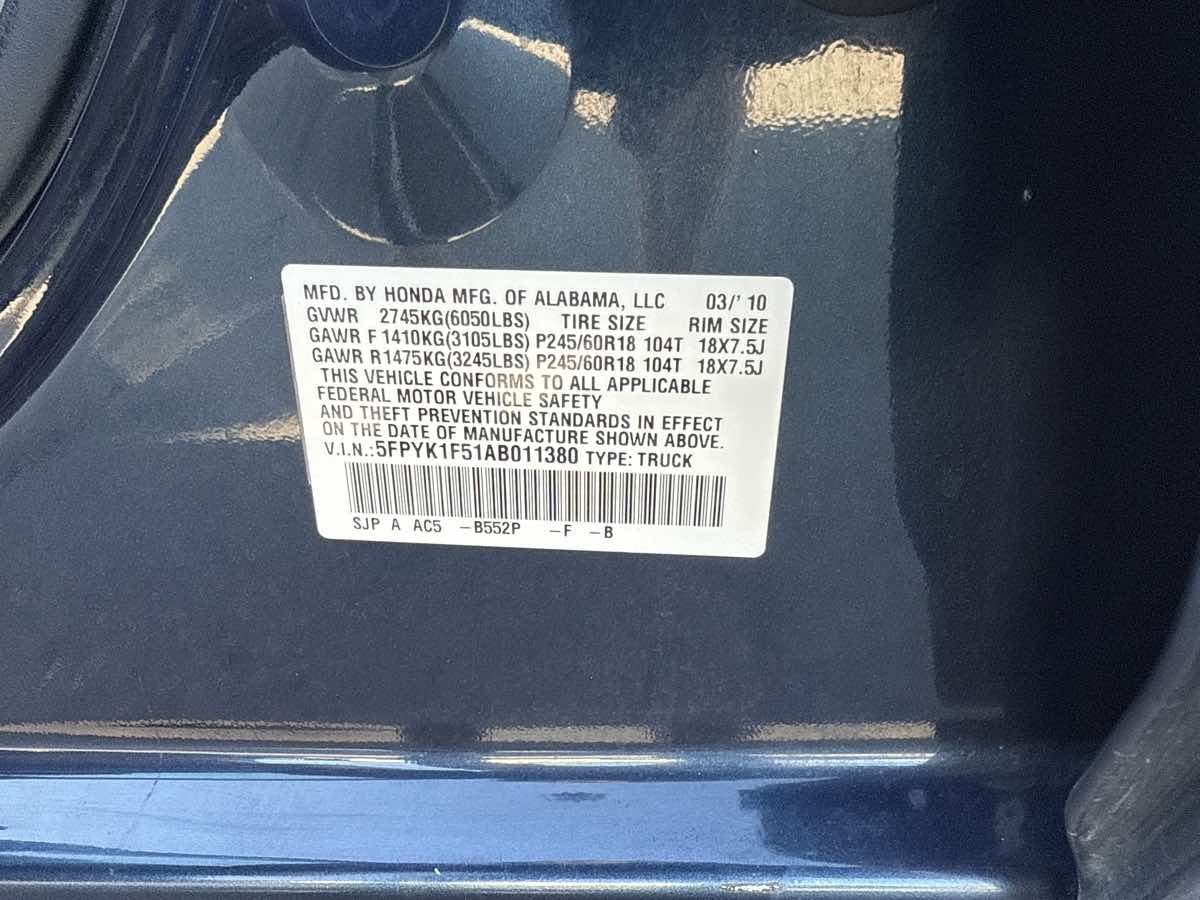 MFD. BY HONDA MFG. OF ALABAMA, LLC 03/' 10
GVWR 2745KG(6050LBS) TIRE SIZE RIM SIZE
GAWR F 1410KG(3105LBS) P245/60R18 104T 18X7.5J
GAWR R1475KG(3245LBS) P245/60R18 104T 18X7.5J
THIS VEHICLE CONFORMS TO ALL APPLICABLE
FEDERAL MOTOR VEHICLE SAFETY
AND THEFT PREVENTION STANDARDS IN EFFECT
ON THE DATE OF MANUFACTURE SHOWN ABOVE.
V.I.N.:5FPYK1F51AB011380 TYPE: TRUCK
SJP A AC5 -B552P -F -B